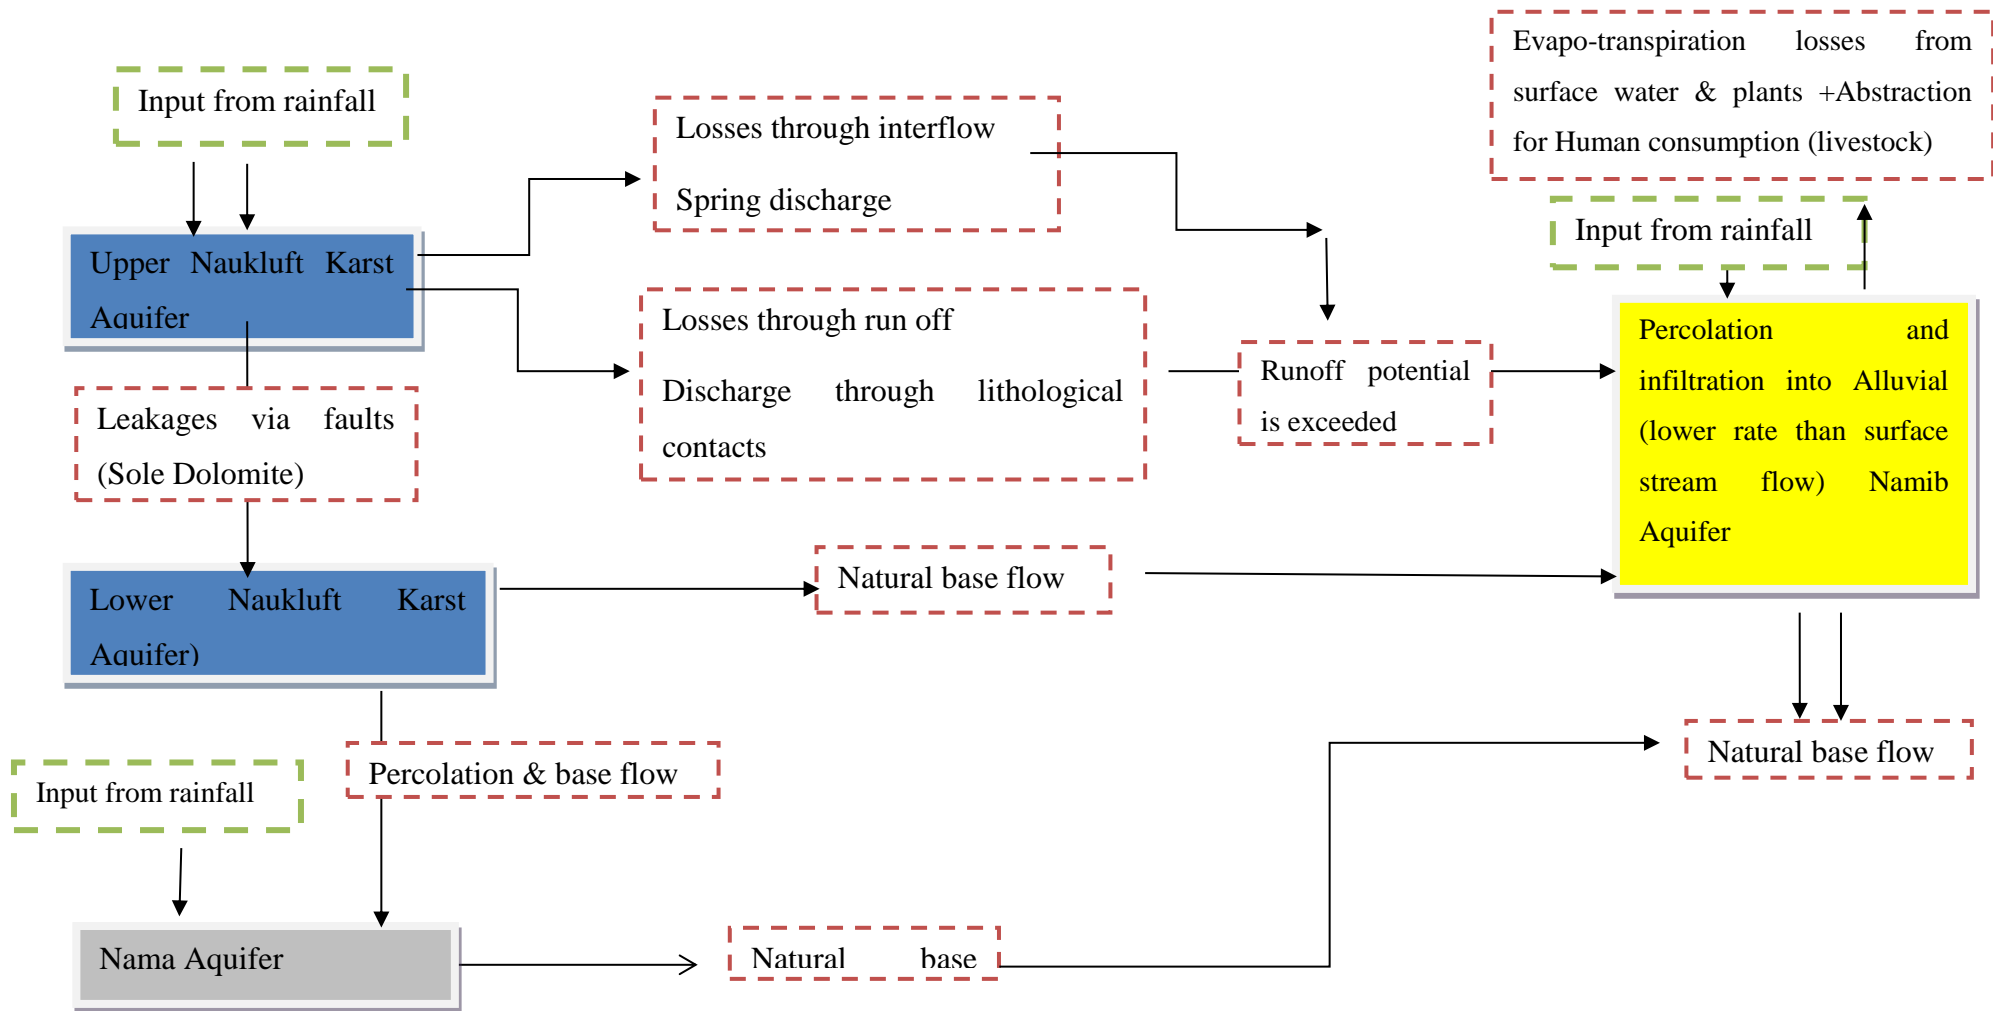 Input from rainfall
Upper Naukluft Karst
Aquifer
Leakages via faults
(Sole Dolomite)
Lower Naukluft Karst
Aquifer)
Input from rainfall
Percolation & base flow
Nama Aquifer
Losses through interflow
Spring discharge
Losses through run off
Discharge through lithological
contacts
Natural base flow
Natural base
Runoff potential
is exceeded
Evapo-transpiration losses from
surface water & plants +Abstraction
for Human consumption (livestock)
Input from rainfall
Percolation and
infiltration into Alluvial
(lower rate than surface
stream flow) Namib
Aquifer
Natural base flow